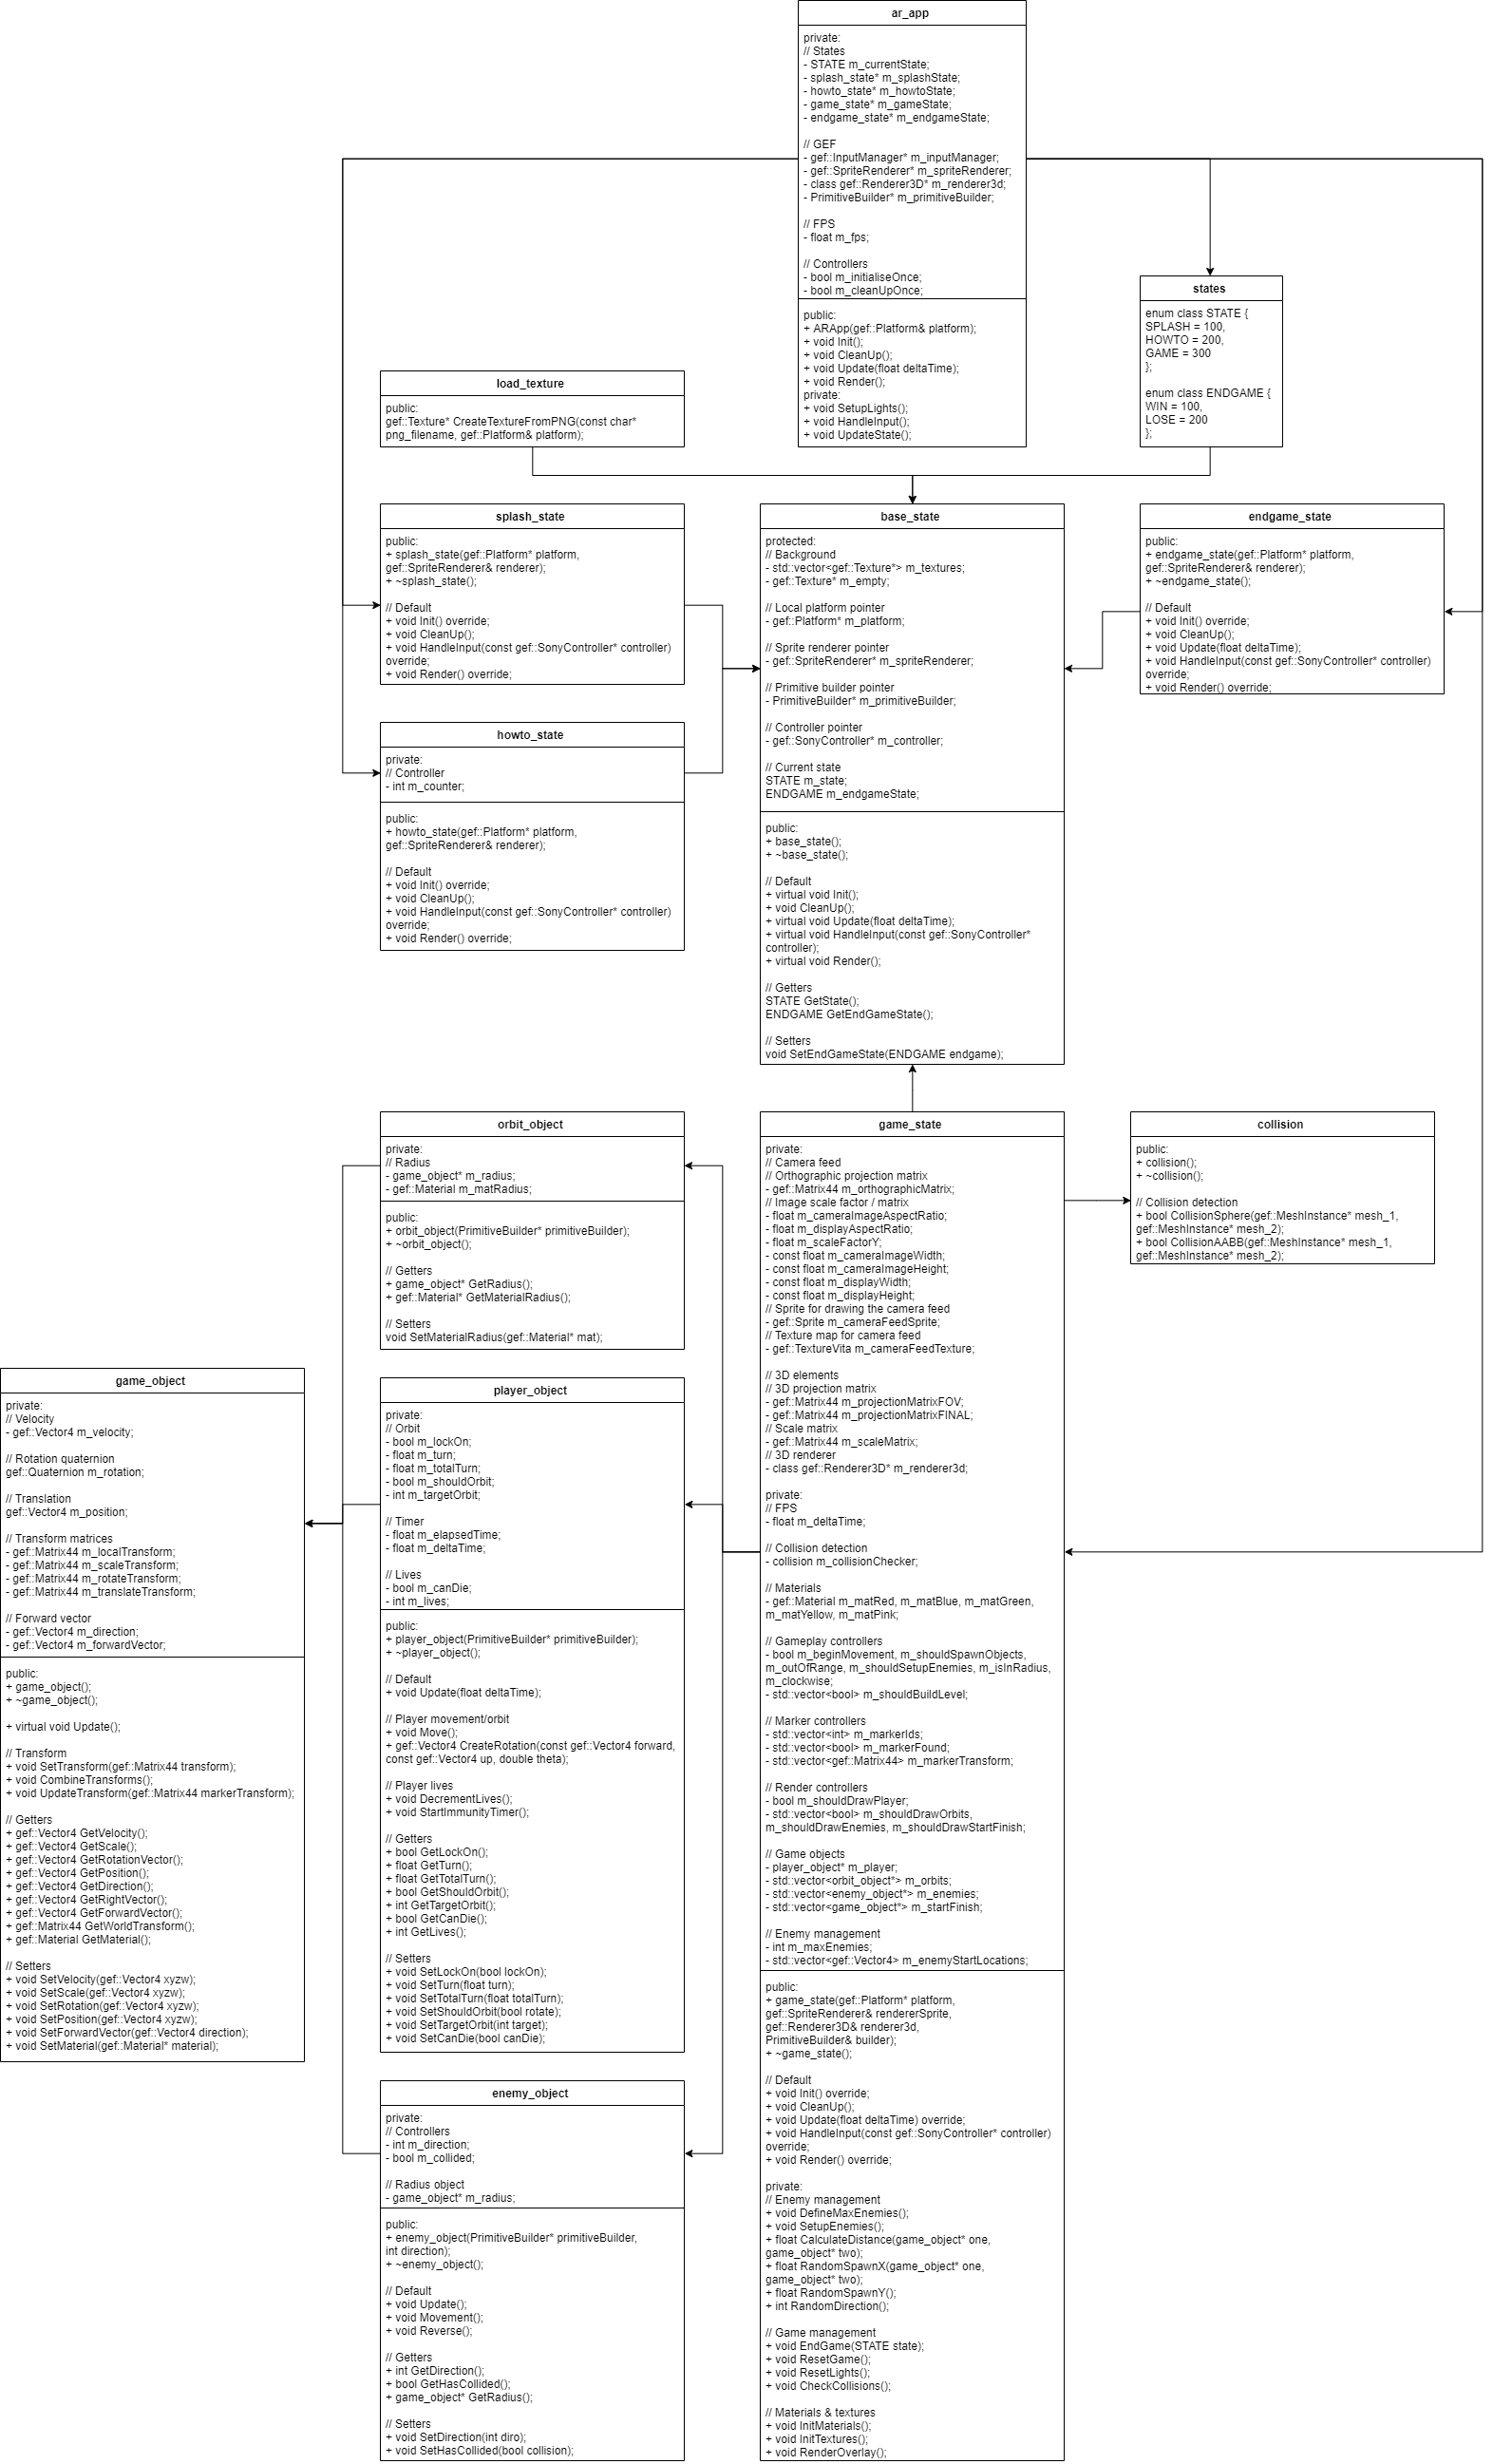 ar_app
private:
// States
- STATE m_currentState;
- splash_state* m_splashState;
- howto_state* m_howtoState;
- game_state* m_gameState;
- endgame_state* m_endgameState;
// GEF
- gef::InputManager* m_inputManager;
- gef::SpriteRenderer* m_spriteRenderer;
- class gef::Renderer3D* m_renderer3d;
- PrimitiveBuilder* m_primitiveBuilder;
// FPS
- float m_fps;
// Controllers
- bool m_initialiseOnce;
- bool m_cleanUpOnce;
public:
+ ARApp(gef::Platform& platform);
+ void Init();
+ void CleanUp();
+ void Update(float deltaTime);
+ void Render();
private:
+ void SetupLights();
+ void HandleInput();
+ void UpdateState();
states
enum class STATE {
SPLASH = 100,
HOWTO = 200,
GAME = 300
};
enum class ENDGAME {
WIN = 100,
LOSE = 200
};
load_texture
public:
gef::Texture* CreateTextureFromPNG(const char*
png_filename, gef::Platform& platform);
splash_state
public:
+ splash_state(gef::Platform* platform,
gef::SpriteRenderer& renderer);
+ ~splash_state();
// Default
+ void Init() override;
+ void CleanUp();
+ void HandleInput(const gef::SonyController* controller)
override;
+ void Render() override;
base_state
protected:
// Background
- std::vector<gef::Texture*> m_textures;
- gef::Texture* m_empty;
// Local platform pointer
- gef::Platform* m_platform;
// Sprite renderer pointer
- gef::SpriteRenderer* m_spriteRenderer;
// Primitive builder pointer
- PrimitiveBuilder* m_primitiveBuilder;
// Controller pointer
- gef::SonyController* m_controller;
// Current state
STATE m_state;
ENDGAME m_endgameState;
public:
+ base_state();
+ ~base_state();
// Default
+ virtual void Init();
+ void CleanUp();
+ virtual void Update(float deltaTime);
+ virtual void HandleInput(const gef::SonyController*
controller);
+ virtual void Render();
// Getters
STATE GetState();
ENDGAME GetEndGameState();
// Setters
void SetEndGameState(ENDGAME endgame);
endgame_state
public:
+ endgame_state(gef::Platform* platform,
gef::SpriteRenderer& renderer);
+ ~endgame_state();
// Default
+ void Init() override;
+ void CleanUp();
+ void Update(float deltaTime);
+ void HandleInput(const gef::SonyController* controller)
override;
+ void Render() override;
howto_state
private:
// Controller
- int m_counter;
public:
+ howto_state(gef::Platform* platform,
gef::SpriteRenderer& renderer);
// Default
+ void Init() override;
+ void CleanUp();
+ void HandleInput(const gef::SonyController* controller)
override;
+ void Render() override;
orbit_object
private:
// Radius
- game_object* m_radius;
- gef::Material m_matRadius;
public:
+ orbit_object(PrimitiveBuilder* primitiveBuilder);
+ ~orbit_object();
// Getters
+ game_object* GetRadius();
+ gef::Material* GetMaterialRadius();
// Setters
void SetMaterialRadius(gef::Material* mat);
game_state
private:
// Camera feed
// Orthographic projection matrix
- gef::Matrix44 m_orthographicMatrix;
// Image scale factor / matrix
- float m_cameraImageAspectRatio;
- float m_displayAspectRatio;
- float m_scaleFactorY;
- const float m_cameraImageWidth;
- const float m_cameraImageHeight;
- const float m_displayWidth;
- const float m_displayHeight;
// Sprite for drawing the camera feed
- gef::Sprite m_cameraFeedSprite;
// Texture map for camera feed
- gef::TextureVita m_cameraFeedTexture;
// 3D elements
// 3D projection matrix
- gef::Matrix44 m_projectionMatrixFOV;
- gef::Matrix44 m_projectionMatrixFINAL;
// Scale matrix
- gef::Matrix44 m_scaleMatrix;
// 3D renderer
- class gef::Renderer3D* m_renderer3d;
private:
// FPS
- float m_deltaTime;
// Collision detection
- collision m_collisionChecker;
// Materials
- gef::Material m_matRed, m_matBlue, m_matGreen,
m_matYellow, m_matPink;
// Gameplay controllers
- bool m_beginMovement, m_shouldSpawnObjects,
m_outOfRange, m_shouldSetupEnemies, m_isInRadius,
m_clockwise;
- std::vector<bool> m_shouldBuildLevel;
// Marker controllers
- std::vector<int> m_markerIds;
- std::vector<bool> m_markerFound;
- std::vector<gef::Matrix44> m_markerTransform;
// Render controllers
- bool m_shouldDrawPlayer;
- std::vector<bool> m_shouldDrawOrbits,
m_shouldDrawEnemies, m_shouldDrawStartFinish;
// Game objects
- player_object* m_player;
- std::vector<orbit_object*> m_orbits;
- std::vector<enemy_object*> m_enemies;
- std::vector<game_object*> m_startFinish;
// Enemy management
- int m_maxEnemies;
- std::vector<gef::Vector4> m_enemyStartLocations;
public:
+ game_state(gef::Platform* platform,
gef::SpriteRenderer& rendererSprite,
gef::Renderer3D& renderer3d,
PrimitiveBuilder& builder);
+ ~game_state();
// Default
+ void Init() override;
+ void CleanUp();
+ void Update(float deltaTime) override;
+ void HandleInput(const gef::SonyController* controller)
override;
+ void Render() override;
private:
// Enemy management
+ void DefineMaxEnemies();
+ void SetupEnemies();
+ float CalculateDistance(game_object* one,
game_object* two);
+ float RandomSpawnX(game_object* one,
game_object* two);
+ float RandomSpawnY();
+ int RandomDirection();
// Game management
+ void EndGame(STATE state);
+ void ResetGame();
+ void ResetLights();
+ void CheckCollisions();
// Materials & textures
+ void InitMaterials();
+ void InitTextures();
+ void RenderOverlay();
collision
public:
+ collision();
+ ~collision();
// Collision detection
+ bool CollisionSphere(gef::MeshInstance* mesh_1,
gef::MeshInstance* mesh_2);
+ bool CollisionAABB(gef::MeshInstance* mesh_1,
gef::MeshInstance* mesh_2);
game_object
private:
// Velocity
- gef::Vector4 m_velocity;
// Rotation quaternion
gef::Quaternion m_rotation;
// Translation
gef::Vector4 m_position;
// Transform matrices
- gef::Matrix44 m_localTransform;
- gef::Matrix44 m_scaleTransform;
- gef::Matrix44 m_rotateTransform;
- gef::Matrix44 m_translateTransform;
// Forward vector
- gef::Vector4 m_direction;
- gef::Vector4 m_forwardVector;
public:
+ game_object();
+ ~game_object();
+ virtual void Update();
// Transform
+ void SetTransform(gef::Matrix44 transform);
+ void CombineTransforms();
+ void UpdateTransform(gef::Matrix44 markerTransform);
// Getters
+ gef::Vector4 GetVelocity();
+ gef::Vector4 GetScale();
+ gef::Vector4 GetRotationVector();
+ gef::Vector4 GetPosition();
+ gef::Vector4 GetDirection();
+ gef::Vector4 GetRightVector();
+ gef::Vector4 GetForwardVector();
+ gef::Matrix44 GetWorldTransform();
+ gef::Material GetMaterial();
// Setters
+ void SetVelocity(gef::Vector4 xyzw);
+ void SetScale(gef::Vector4 xyzw);
+ void SetRotation(gef::Vector4 xyzw);
+ void SetPosition(gef::Vector4 xyzw);
+ void SetForwardVector(gef::Vector4 direction);
+ void SetMaterial(gef::Material* material);
player_object
private:
// Orbit
- bool m_lockOn;
- float m_turn;
- float m_totalTurn;
- bool m_shouldOrbit;
- int m_targetOrbit;
// Timer
- float m_elapsedTime;
- float m_deltaTime;
// Lives
- bool m_canDie;
- int m_lives;
public:
+ player_object(PrimitiveBuilder* primitiveBuilder);
+ ~player_object();
// Default
+ void Update(float deltaTime);
// Player movement/orbit
+ void Move();
+ gef::Vector4 CreateRotation(const gef::Vector4 forward,
const gef::Vector4 up, double theta);
// Player lives
+ void DecrementLives();
+ void StartImmunityTimer();
// Getters
+ bool GetLockOn();
+ float GetTurn();
+ float GetTotalTurn();
+ bool GetShouldOrbit();
+ int GetTargetOrbit();
+ bool GetCanDie();
+ int GetLives();
// Setters
+ void SetLockOn(bool lockOn);
+ void SetTurn(float turn);
+ void SetTotalTurn(float totalTurn);
+ void SetShouldOrbit(bool rotate);
+ void SetTargetOrbit(int target);
+ void SetCanDie(bool canDie);
enemy_object
private:
// Controllers
- int m_direction;
- bool m_collided;
// Radius object
- game_object* m_radius;
public:
+ enemy_object(PrimitiveBuilder* primitiveBuilder,
int direction);
+ ~enemy_object();
// Default
+ void Update();
+ void Movement();
+ void Reverse();
// Getters
+ int GetDirection();
+ bool GetHasCollided();
+ game_object* GetRadius();
// Setters
+ void SetDirection(int diro);
+ void SetHasCollided(bool collision);